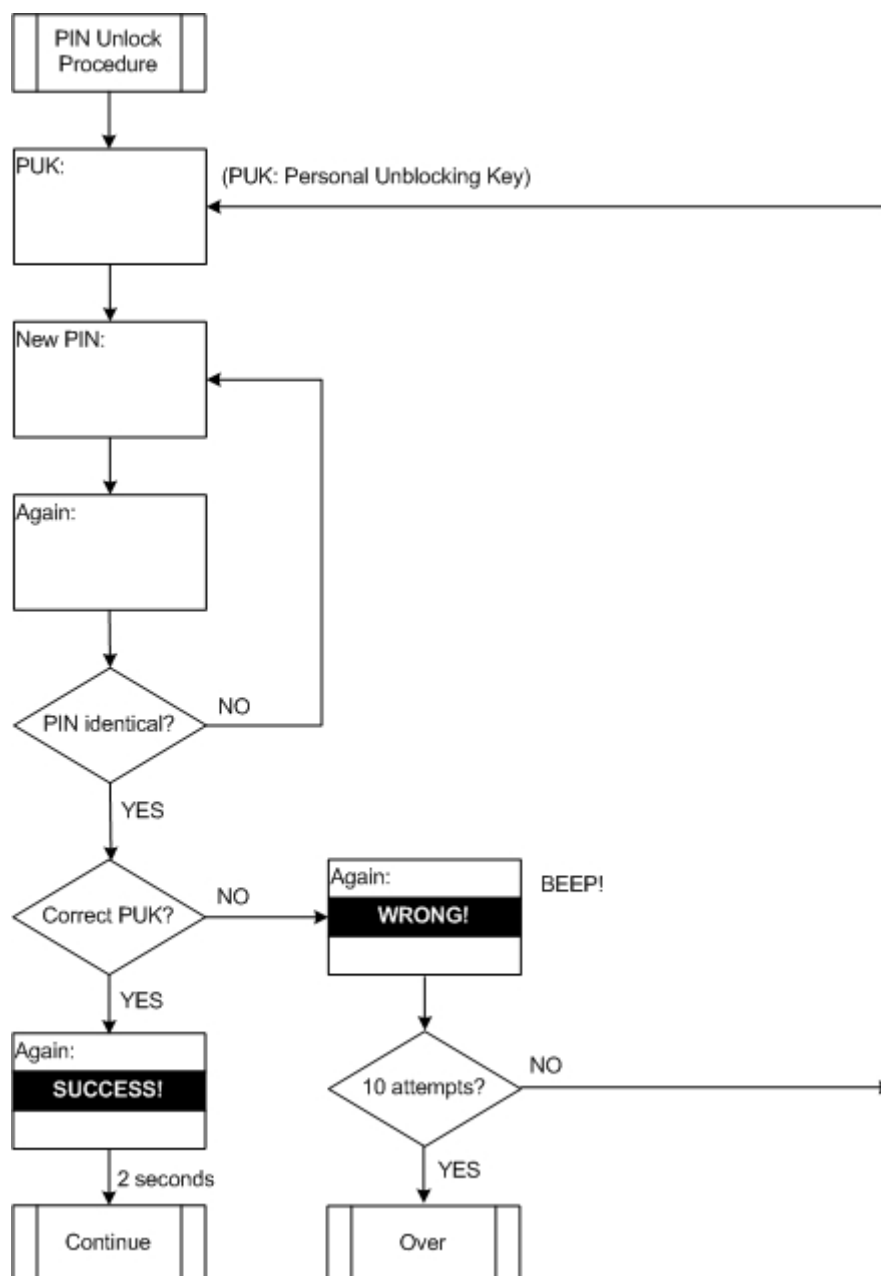 PIN Unlock
Procedure
PUK:
(PUK: Personal Unblocking Key)
New PIN:
Again:
PIN identical?
NO
YES
Correct PUK?
NO
Again:
WRONG!
BEEP!
YES
Again:
SUCCESS!
10 attempts?
NO
2 seconds
YES
Continue
Over